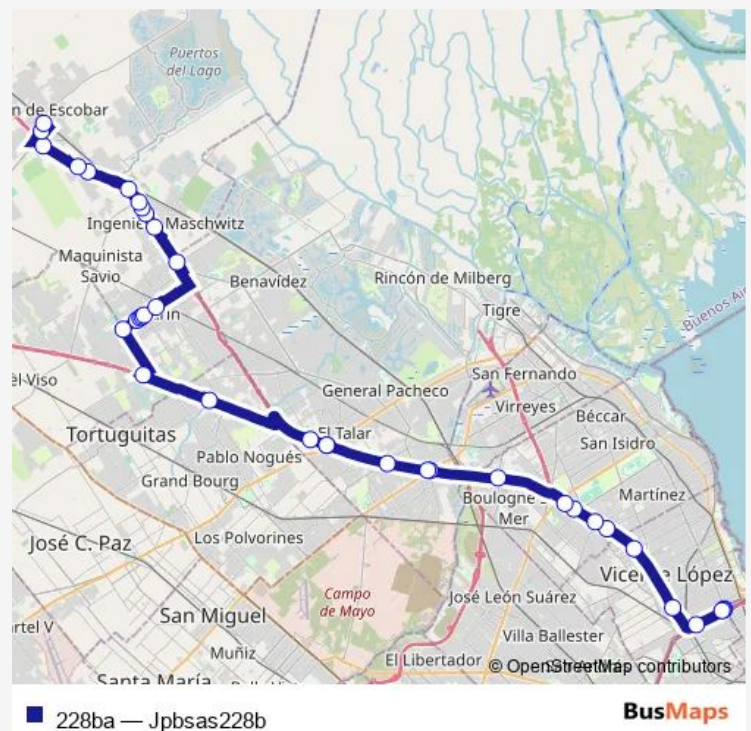 Puertos
del Lago
n de Escobar
Maschwitz
Maquinista
Savio
Benavídez
Rincón de Milberg
Tigre
Buenos Air
el Viso
San Fernando
General Pacheco
Virreyes
Béccar
El Talar
San Isidro
Tortuguitas
Pablo Nogués
Grand Bourg
Martínez
Boulogne
Mer
José C. Paz
Los Polvorines
López
Campo
de Mayo
José León Suárez
San Miguel
artel V
Villa Ballester
Muñiz
El Libertador
© OpenStreetMap contributors
Santa María
228ba — Jpbsas228b
BusMaps